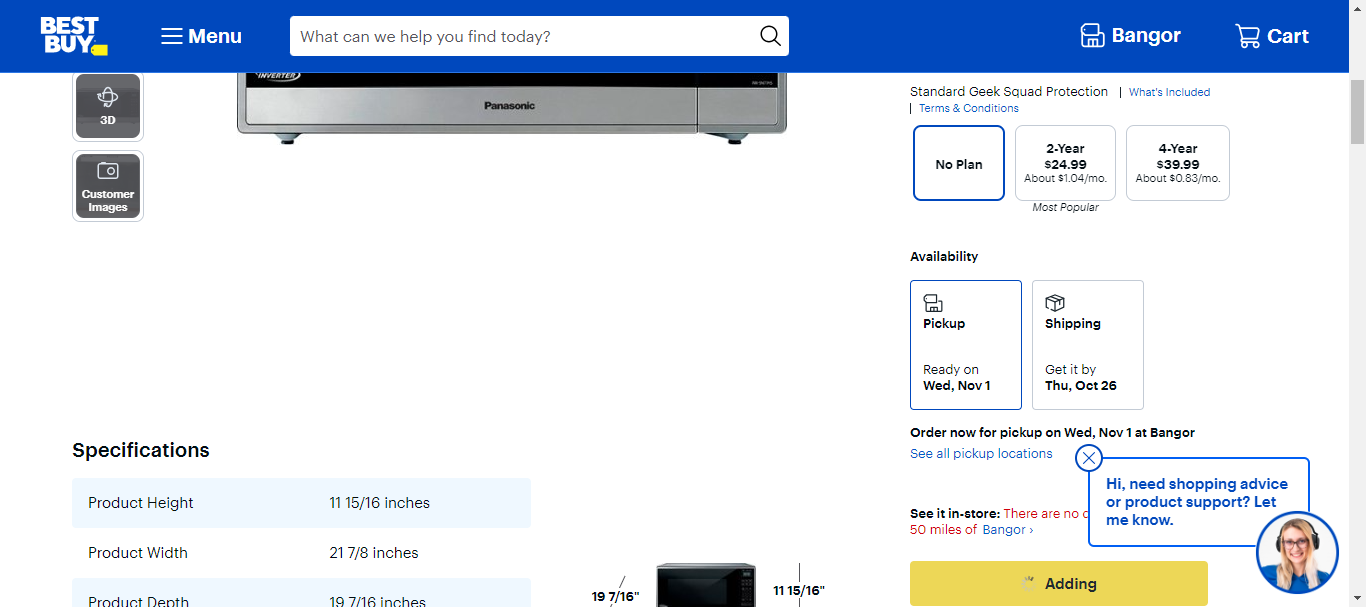 BEST
BUY
Menu
What can we help you find today?
Bangor
Cart
INVERTER
Panasonic
3D
Customer
Images
Standard Geek Squad Protection | What's Included
| Terms & Conditions
No Plan
2-Year
$24.99
About $1.04/mo.
Most Popular
4-Year
$39.99
About $0.83/mo.
Availability
Pickup
Ready on
Wed, Nov 1
Shipping
Get it by
Thu, Oct 26
Order now for pickup on Wed, Nov 1 at Bangor
See all pickup locations
Hi, need shopping advice
or product support? Let
me know.
See it in-store: There are no
50 miles of Bangor ›
Adding
Specifications
Product Height 11 15/16 inches
Product Width 21 7/8 inches
Product Depth 19 7/16 inches
19 7/16"
11 15/16"